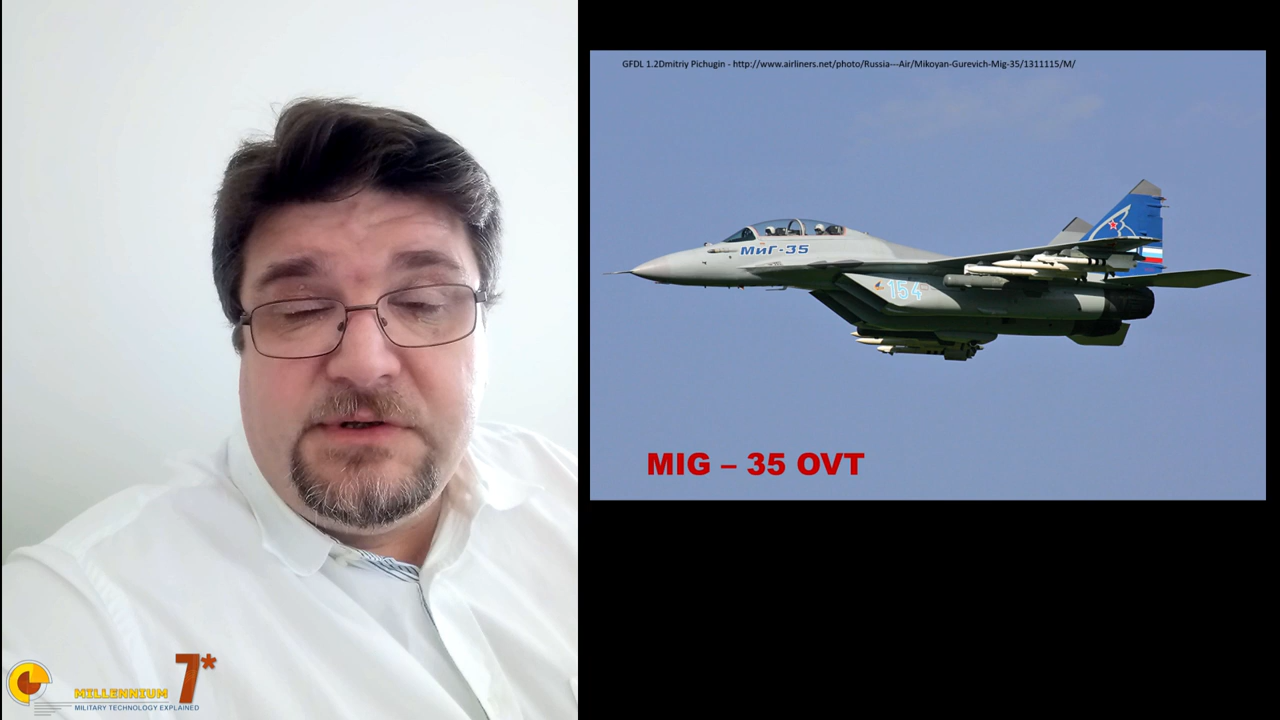 GFDL 1.2Dmitriy Pichugin - http://www.airliners.net/photo/Russia---Air/Mikoyan-Gurevich-Mig-35/1311115/M/
МиГ-35
154
MIG – 35 OVT
7*
MILLENNIUM
MILITARY TECHNOLOGY EXPLAINED